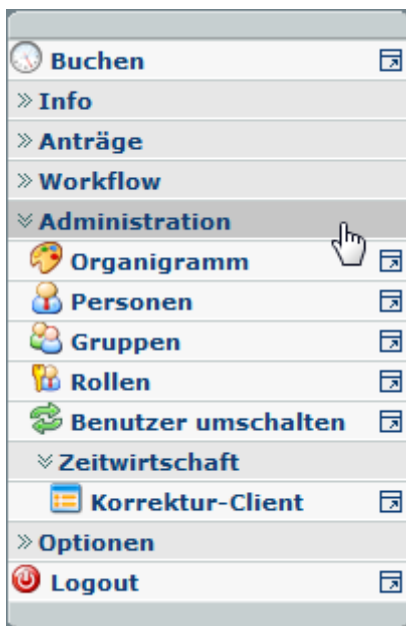 Buchen
Info
Anträge
Workflow
Administration
Organigramm
Personen
Gruppen
Rollen
Benutzer umschalten
Zeitwirtschaft
Korrektur-Client
Optionen
Logout